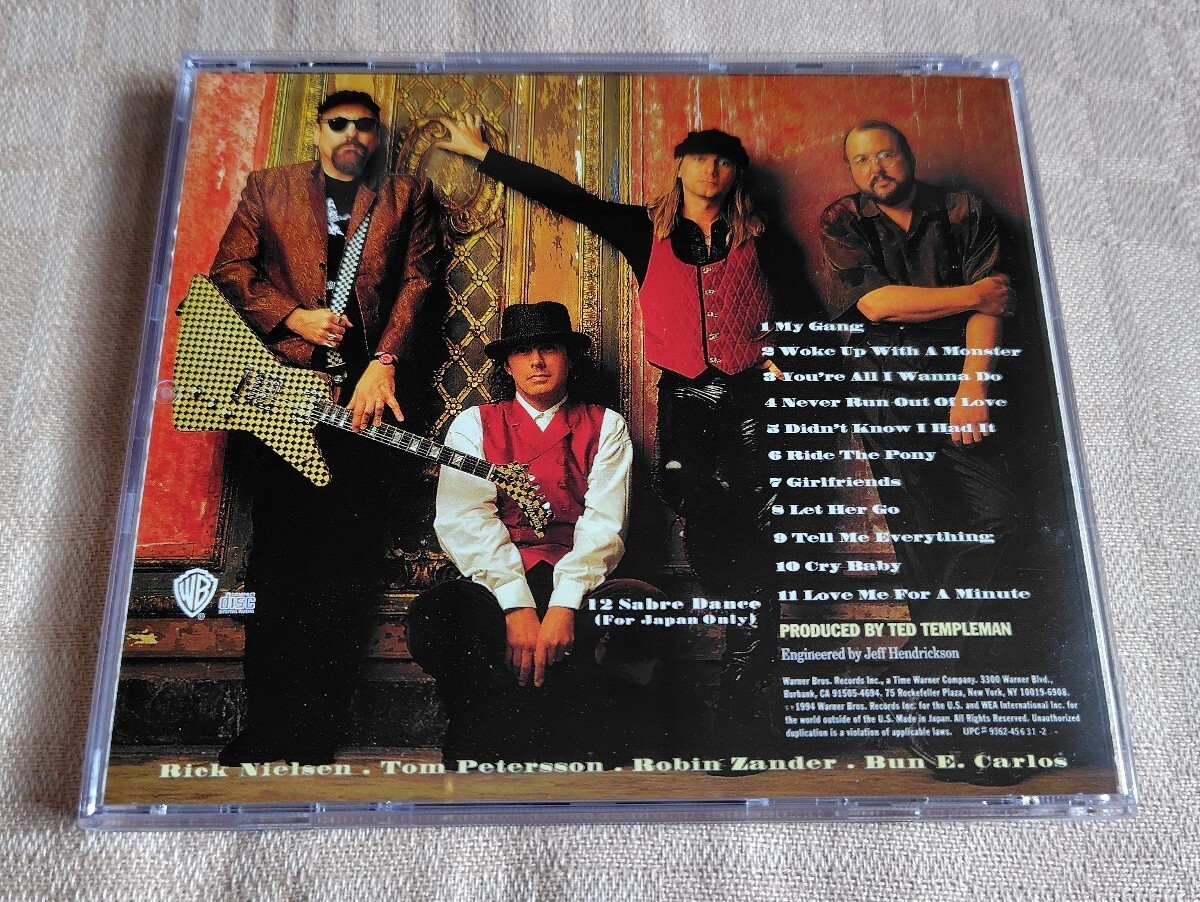 1 My Gang
2 Woke Up With A Monster
3 You're All I Wanna Do
4 Never Run Out Of Love
5 Didn't Know I Had It
6 Ride The Pony
7 Girlfriends
8 Let Her Go
9 Tell Me Everything
10 Cry Baby
11 Love Me For A Minute
12 Sabre Dance
(For Japan Only)
WB
®
COMPACT
disc
DIGITAL AUDIO
PRODUCED BY TED TEMPLEMAN
Engineered by Jeff Hendrickson
Warner Bros. Records Inc., a Time Warner Company. 3300 Warner Blvd.,
Burbank, CA 91505-4694. 75 Rockefeller Plaza, New York, NY 10019-6908.
1994 Warner Bros. Records Inc. for the U.S. and WEA International Inc. for
the world outside of the U.S. Made in Japan. All Rights Reserved. Unauthorized
duplication is a violation of applicable laws. UPC# 9362-45631-2
Rick Nielsen . Tom Petersson . Robin Zander . Bun E. Carlos